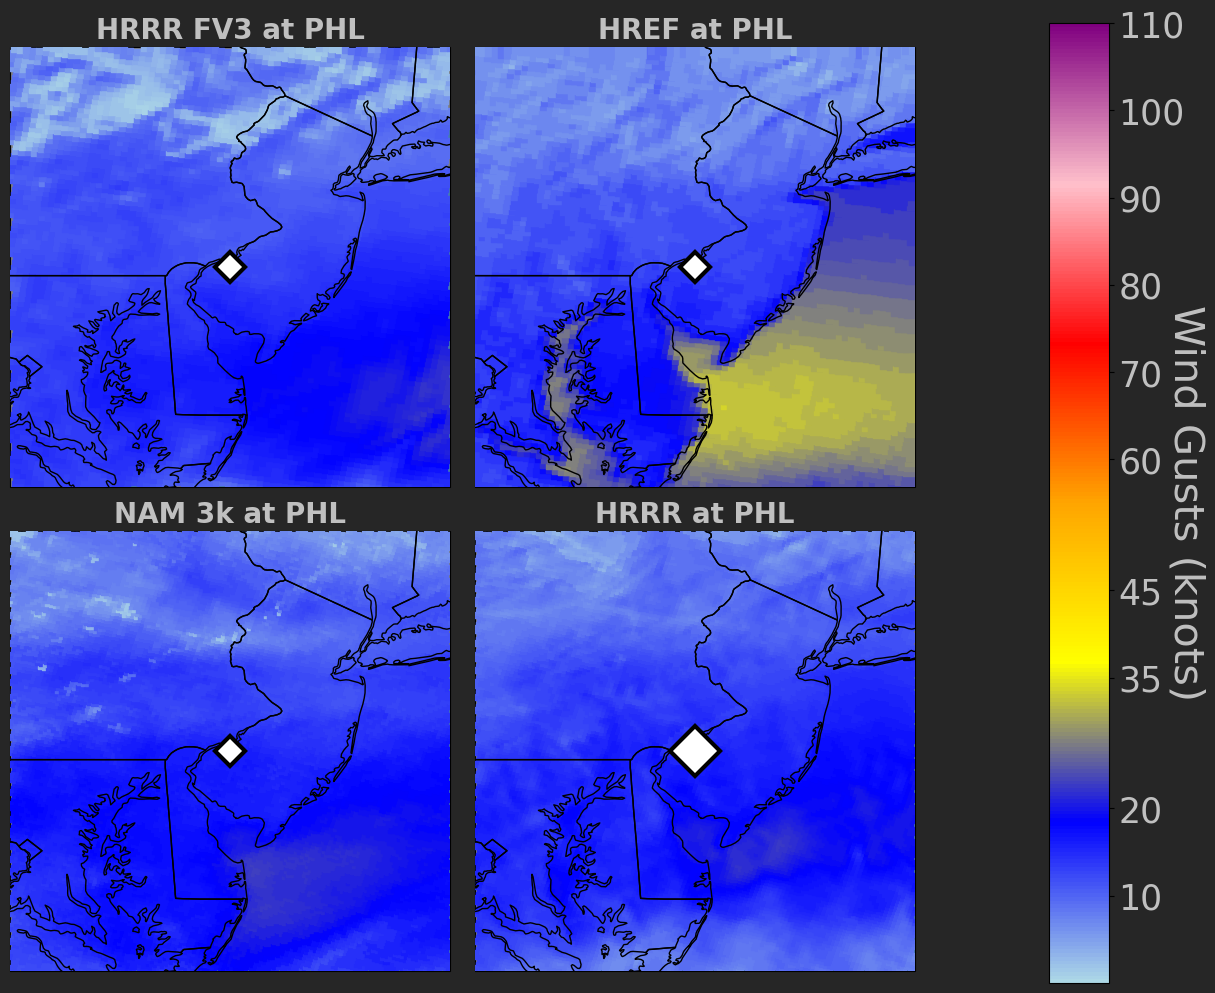 HRRR FV3 at PHL
HREF at PHL
NAM 3k at PHL
HRRR at PHL
110
100
90
80
70
60
45
35
20
10
Wind Gusts (knots)